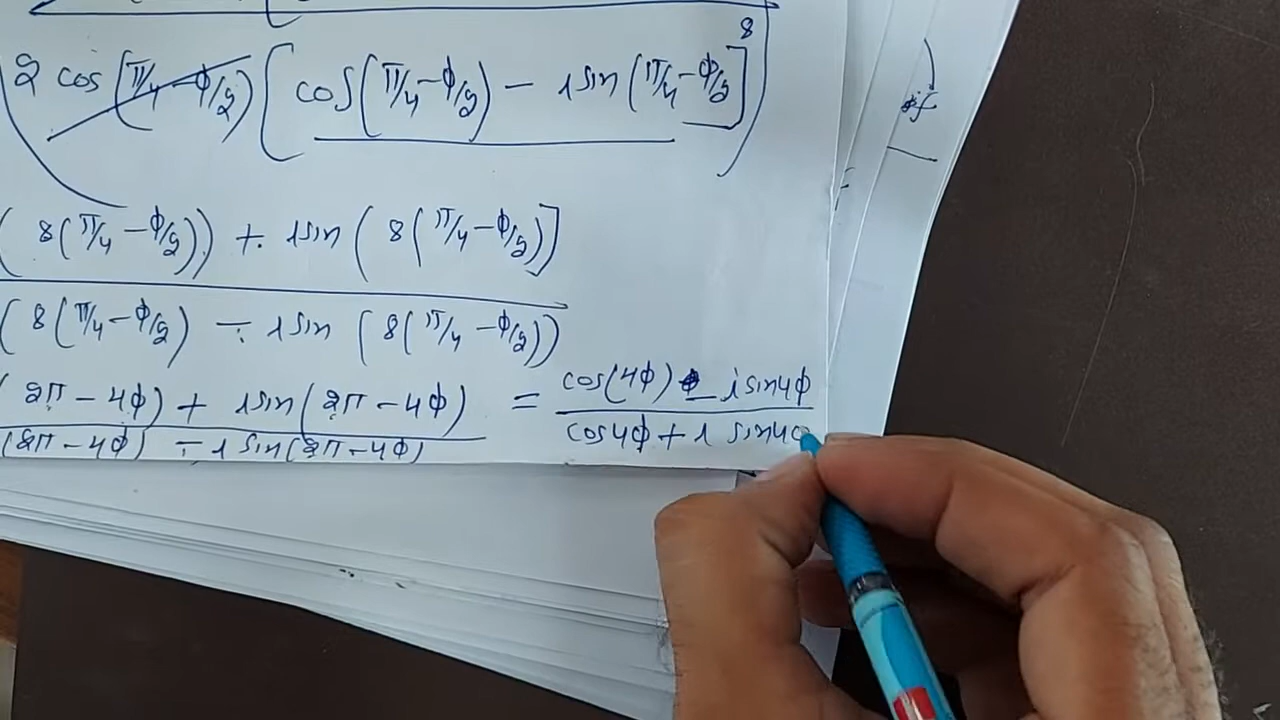 2 cos(π/4 - φ/2) [cos(π/4 - φ/2) - i sin(π/4 - φ/2)]^8
( 8(π/4 - φ/2)) + i sin( 8(π/4 - φ/2)]
( 8(π/4 - φ/2) - i sin (8(π/4 - φ/2))
( 2π - 4φ) + i sin(2π - 4φ) = cos(4φ) - i sin4φ
(2π - 4φ) - i sin(2π - 4φ) cos4φ + i sin4φ